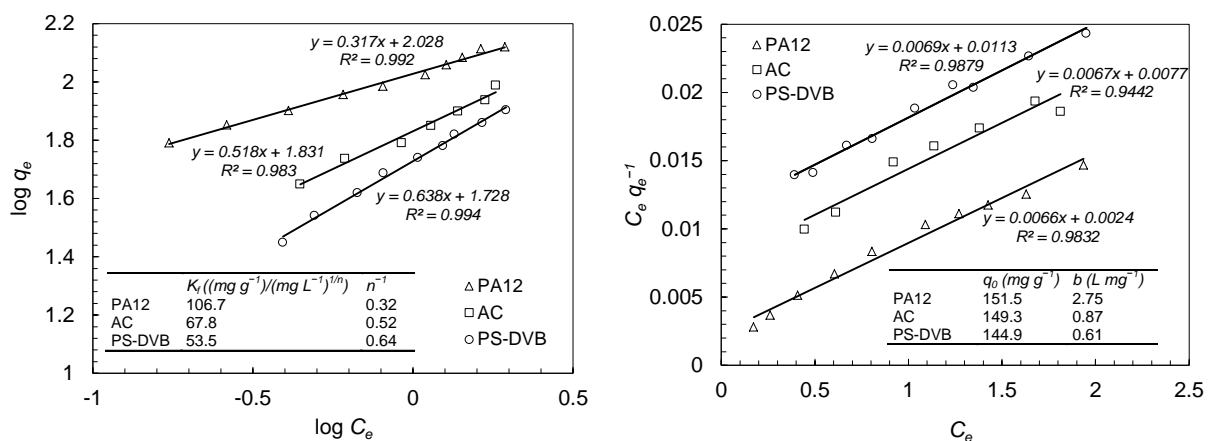 2.2
2
1.8
1.6
1.4
1.2
1
log qₑ
y = 0.317x + 2.028
R² = 0.992
y = 0.518x + 1.831
R² = 0.983
y = 0.638x + 1.728
R² = 0.994
K_f ((mg g⁻¹)/(mg L⁻¹)^1/n) n⁻¹
PA12 106.7 0.32
AC 67.8 0.52
PS-DVB 53.5 0.64
PA12
AC
PS-DVB
-1 -0.5 0 0.5
log Cₑ
0.025
0.02
0.015
0.01
0.005
0
Cₑ qₑ⁻¹
PA12
AC
PS-DVB
y = 0.0069x + 0.0113
R² = 0.9879
y = 0.0067x + 0.0077
R² = 0.9442
y = 0.0066x + 0.0024
R² = 0.9832
q₀ (mg g⁻¹) b (L mg⁻¹)
PA12 151.5 2.75
AC 149.3 0.87
PS-DVB 144.9 0.61
0 0.5 1 1.5 2 2.5
Cₑ